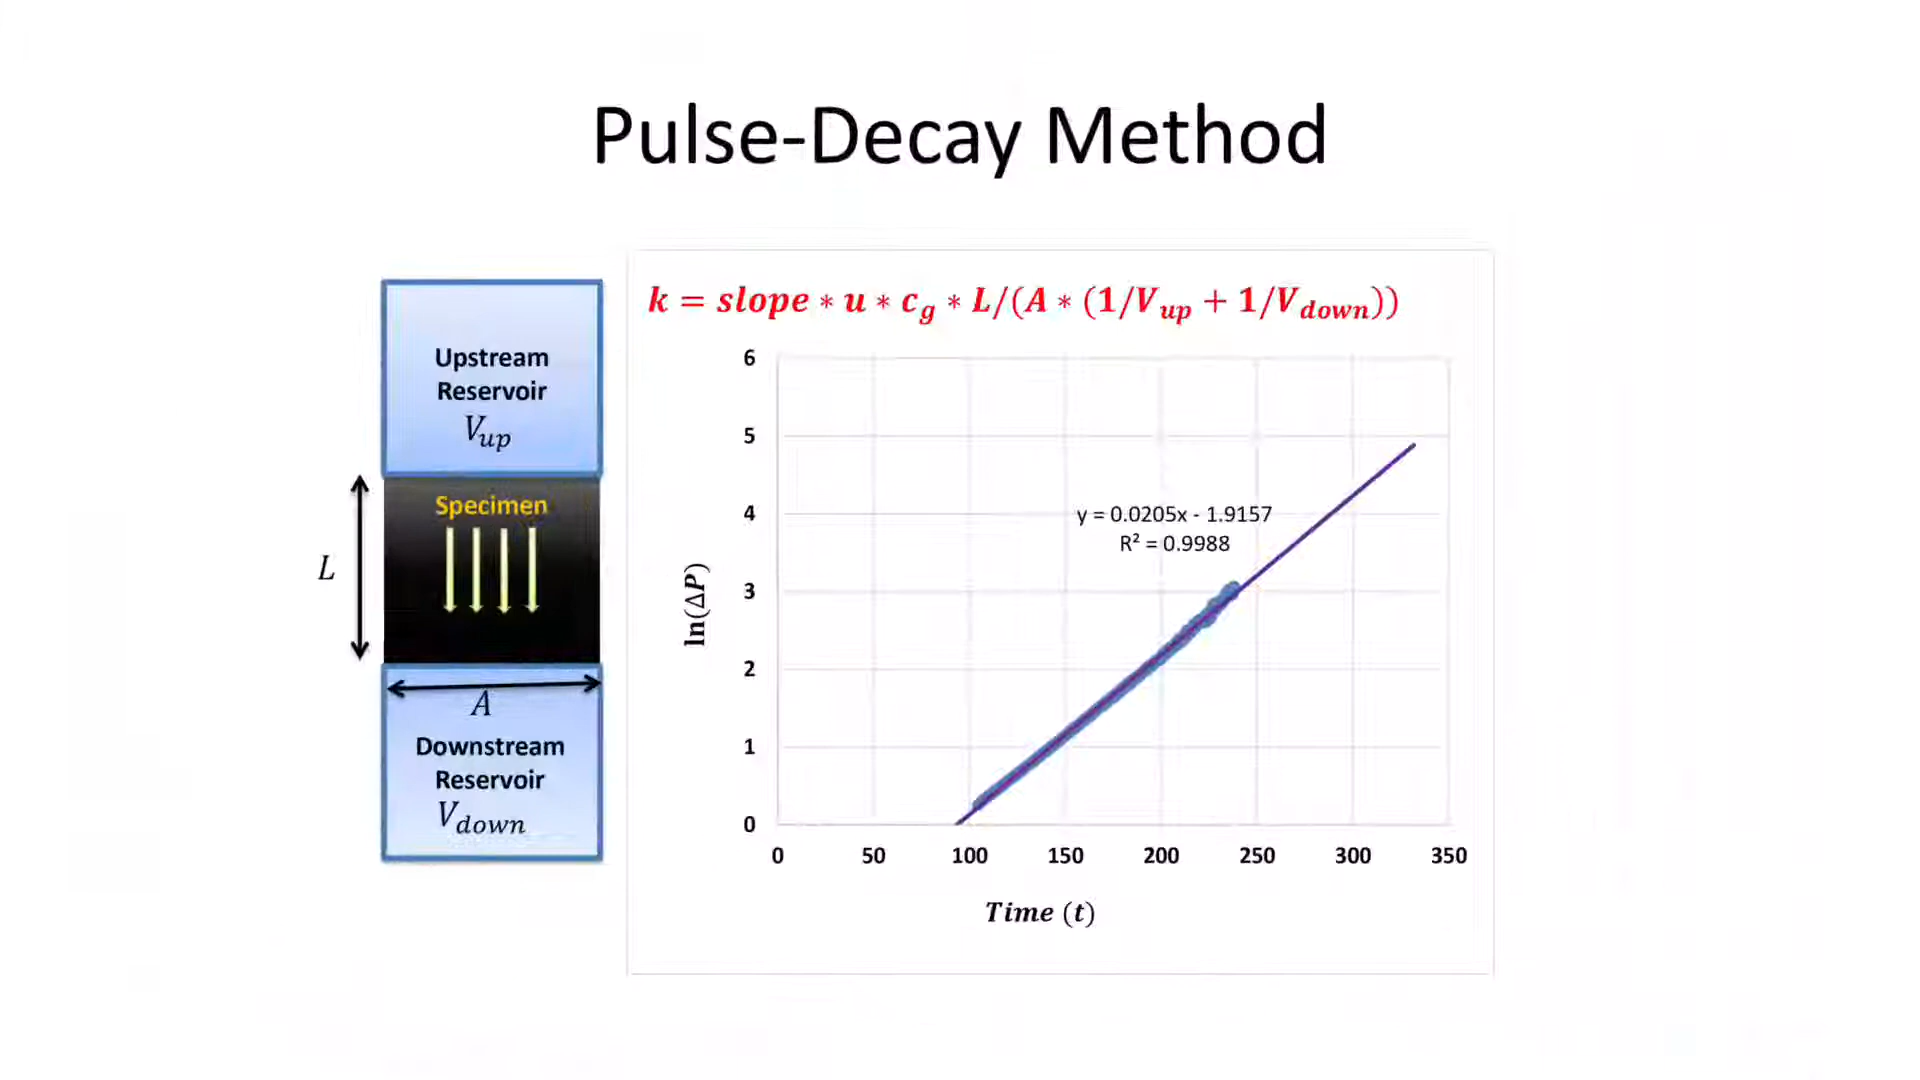 Pulse-Decay Method
Upstream
Reservoir
V_up
Specimen
L
A
Downstream
Reservoir
V_down
k = slope * u * c_g * L/(A * (1/V_up + 1/V_down))
6
5
4
3
2
1
0
ln(ΔP)
y = 0.0205x - 1.9157
R² = 0.9988
0 50 100 150 200 250 300 350
Time (t)